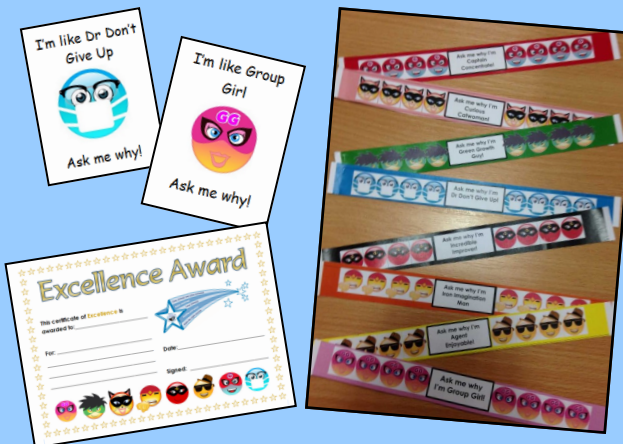 I'm like Dr Don't
Give Up
Ask me why!
I'm like Group
Girl
GG
Ask me why!
Excellence Award
This certificate of Excellence is
awarded to:
For:
Date:
Signed:
Ask me why I'm
Captain
Concentrate!
Ask me why I'm
Curious
Catwoman!
Ask me why I'm
Green Growth
Guy!
Ask me why I'm
Dr Don't Give Up!
Ask me why I'm
Incredible
Improver!
Ask me why I'm
Iron Imagination
Man
Ask me why I'm
Agent
Enjoyable!
Ask me why
I'm Group Girl!